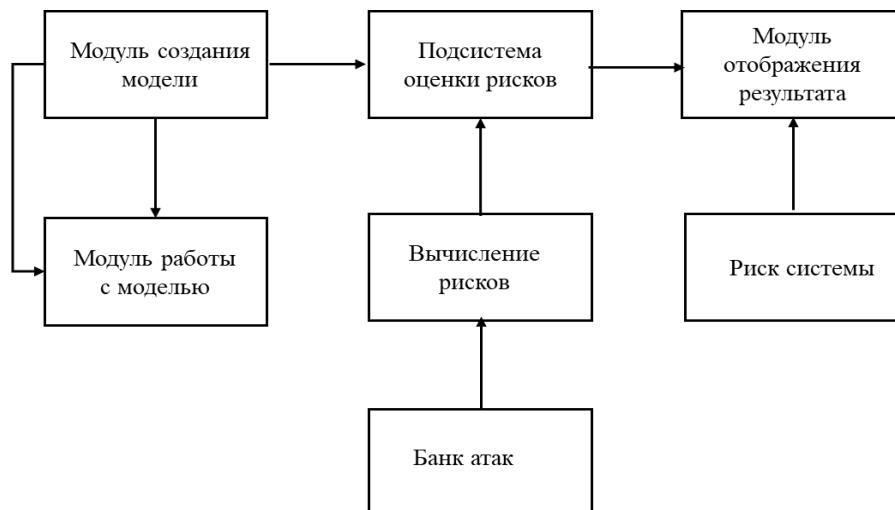 Модуль создания
модели
Подсистема
оценки рисков
Модуль
отображения
результата
Модуль работы
с моделью
Вычисление
рисков
Риск системы
Банк атак